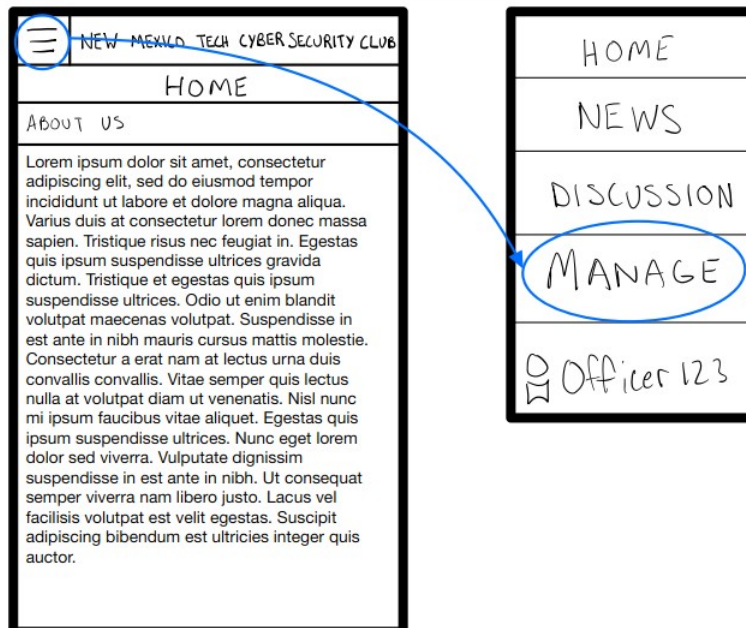 NEW MEXICO TECH CYBER SECURITY CLUB
HOME
ABOUT US
Lorem ipsum dolor sit amet, consectetur
adipiscing elit, sed do eiusmod tempor
incididunt ut labore et dolore magna aliqua.
Varius duis at consectetur lorem donec massa
sapien. Tristique risus nec feugiat in. Egestas
quis ipsum suspendisse ultrices gravida
dictum. Tristique et egestas quis ipsum
suspendisse ultrices. Odio ut enim blandit
volutpat maecenas volutpat. Suspendisse in
est ante in nibh mauris cursus mattis molestie.
Consectetur a erat nam at lectus urna duis
convallis convallis. Vitae semper quis lectus
nulla at volutpat diam ut venenatis. Nisl nunc
mi ipsum faucibus vitae aliquet. Egestas quis
ipsum suspendisse ultrices. Nunc eget lorem
dolor sed viverra. Vulputate dignissim
suspendisse in est ante in nibh. Ut consequat
semper viverra nam libero justo. Lacus vel
facilisis volutpat est velit egestas. Suscipit
adipiscing bibendum est ultricies integer quis
auctor.
HOME
NEWS
DISCUSSION
MANAGE
Officer 123